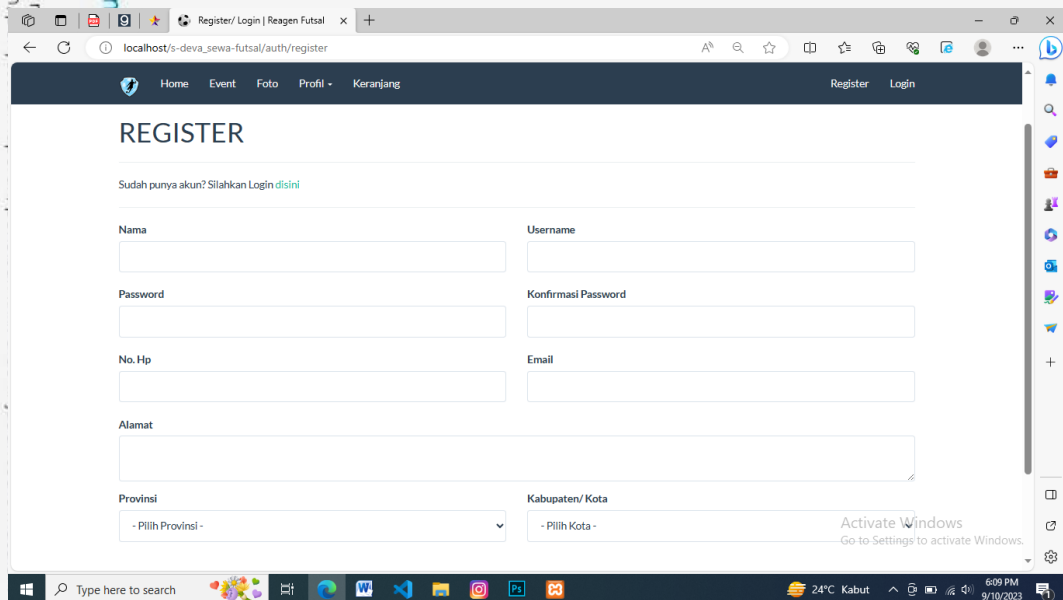 Register/ Login | Reagen Futsal
localhost/s-deva_sewa-futsal/auth/register
Home Event Foto Profil Keranjang Register Login
REGISTER
Sudah punya akun? Silahkan Login disini
Nama Username
Password Konfirmasi Password
No. Hp Email
Alamat
Provinsi Kabupaten/ Kota
- Pilih Provinsi - - Pilih Kota -
Activate Windows
Go to Settings to activate Windows.
Type here to search
24°C Kabut
6:09 PM
9/10/2023